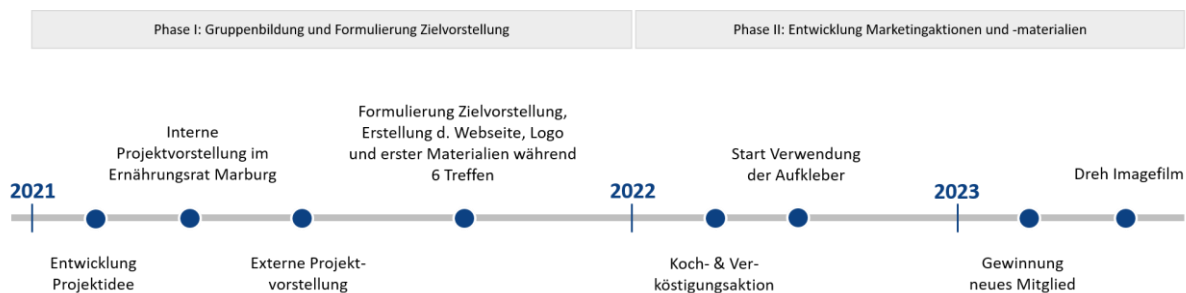 Phase I: Gruppenbildung und Formulierung Zielvorstellung
Phase II: Entwicklung Marketingaktionen und -materialien
2021
Entwicklung
Projektidee
Interne
Projektvorstellung im
Ernährungsrat Marburg
Externe Projekt-
vorstellung
Formulierung Zielvorstellung,
Erstellung d. Webseite, Logo
und erster Materialien während
6 Treffen
2022
Koch- & Ver-
köstigungsaktion
Start Verwendung
der Aufkleber
2023
Gewinnung
neues Mitglied
Dreh Imagefilm